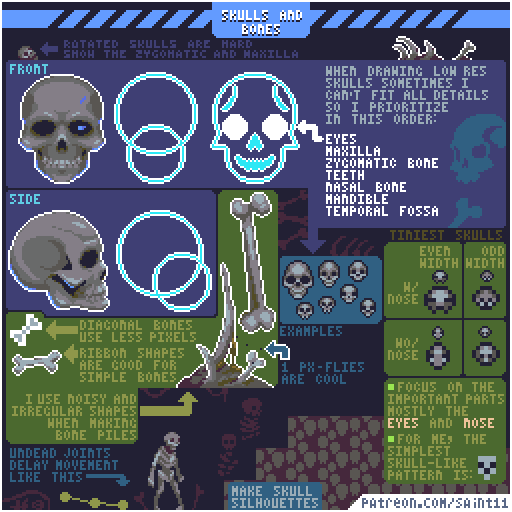 SKULLS AND
BONES
ROTATED SKULLS ARE HARD
SHOW THE ZYGOMATIC AND MAXILLA
FRONT
WHEN DRAWING LOW RES
SKULLS SOMETIMES I
CAN'T FIT ALL DETAILS
SO I PRIORITIZE
IN THIS ORDER:
EYES
MAXILLA
ZYGOMATIC BONE
TEETH
NASAL BONE
MANDIBLE
TEMPORAL FOSSA
SIDE
TINIEST SKULLS
EVEN
WIDTH
ODD
WIDTH
W/
NOSE
WO/
NOSE
EXAMPLES
DIAGONAL BONES
USE LESS PIXELS
RIBBON SHAPES
ARE GOOD FOR
SIMPLE BONES
1 PX-FLIES
ARE COOL
I USE NOISY AND
IRREGULAR SHAPES
WHEN MAKING
BONE PILES
FOCUS ON THE
IMPORTANT PARTS
MOSTLY THE
EYES AND NOSE
FOR ME, THE
SIMPLEST
SKULL-LIKE
PATTERN IS:
UNDEAD JOINTS
DELAY MOVEMENT
LIKE THIS
MAKE SKULL
SILHOUETTES
Patreon.com/saint11